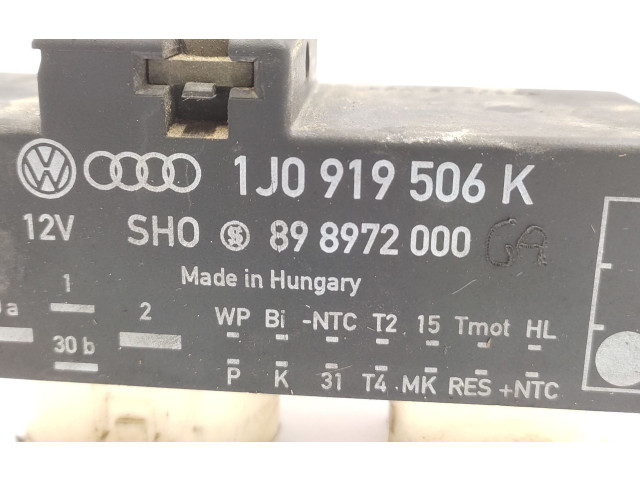 1J0 919 506 K
12V SHO 89 8972 000 GA
Made in Hungary
1
a 2 WP Bi -NTC T2 15 Tmot HL
30 b
P K 31 T4 MK RES +NTC